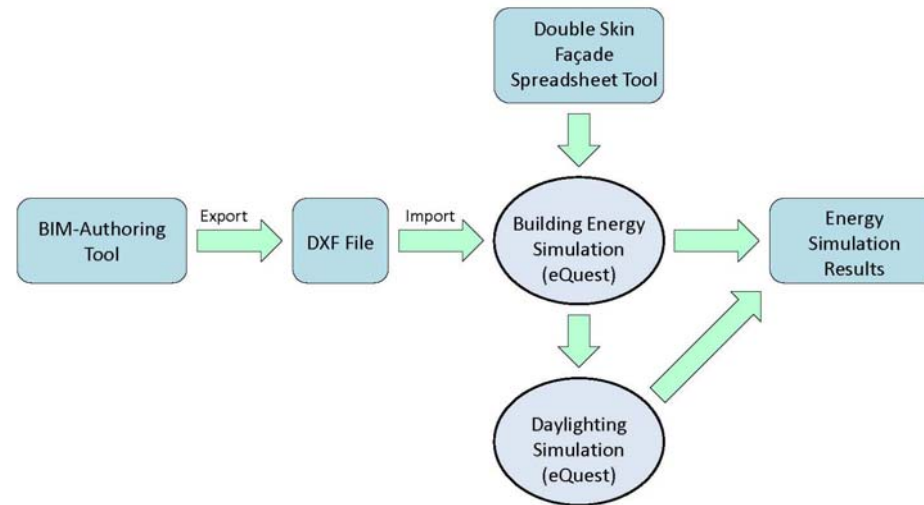 Double Skin
Façade
Spreadsheet Tool
BIM-Authoring
Tool
Export
DXF File
Import
Building Energy
Simulation
(eQuest)
Energy
Simulation
Results
Daylighting
Simulation
(eQuest)